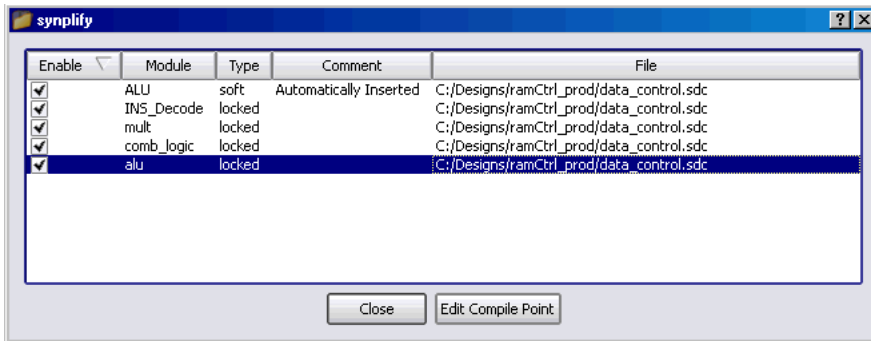 synplify
Enable Module Type Comment File
ALU soft Automatically Inserted C:/Designs/ramCtrl_prod/data_control.sdc
INS_Decode locked C:/Designs/ramCtrl_prod/data_control.sdc
mult locked C:/Designs/ramCtrl_prod/data_control.sdc
comb_logic locked C:/Designs/ramCtrl_prod/data_control.sdc
alu locked C:/Designs/ramCtrl_prod/data_control.sdc
Close Edit Compile Point